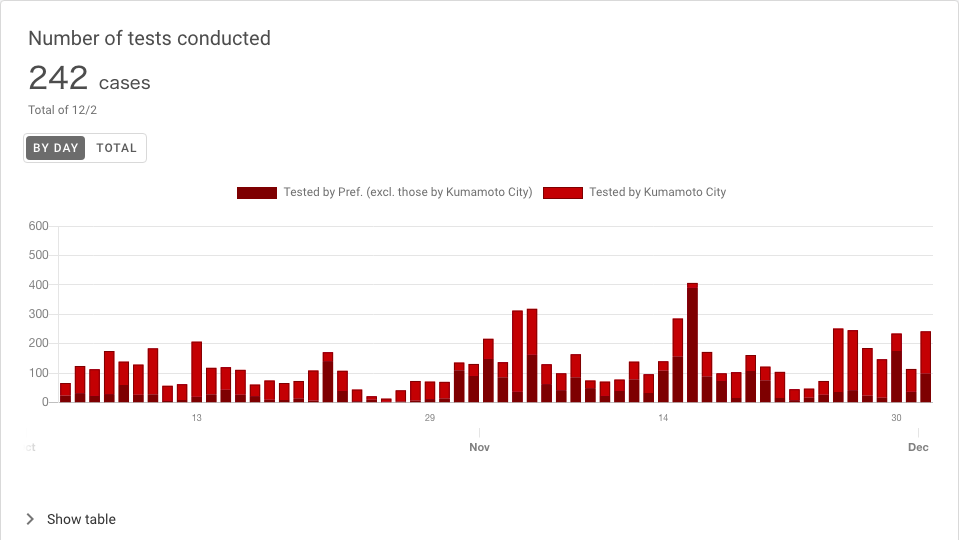 Number of tests conducted
242 cases
Total of 12/2
BY DAY TOTAL
Tested by Pref. (excl. those by Kumamoto City) Tested by Kumamoto City
600
500
400
300
200
100
0
13 29 14 30
ct Nov Dec
Show table